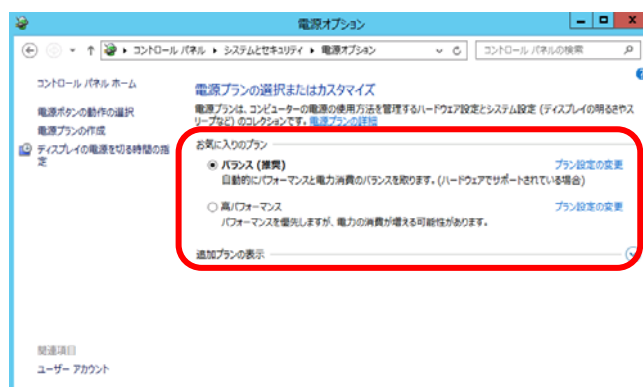 電源オプション
コントロール パネル ▸ システムとセキュリティ ▸ 電源オプション
コントロール パネルの検索
コントロール パネル ホーム
電源ボタンの動作の選択
電源プランの作成
ディスプレイの電源を切る時間の指
定
電源プランの選択またはカスタマイズ
電源プランは、コンピューターの電源の使用方法を管理するハードウェア設定とシステム設定 (ディスプレイの明るさやス
リープなど) のコレクションです。電源プランの詳細
お気に入りのプラン
バランス (推奨) プラン設定の変更
自動的にパフォーマンスと電力消費のバランスを取ります。(ハードウェアでサポートされている場合)
高パフォーマンス プラン設定の変更
パフォーマンスを優先しますが、電力の消費が増える可能性があります。
追加プランの表示
関連項目
ユーザー アカウント